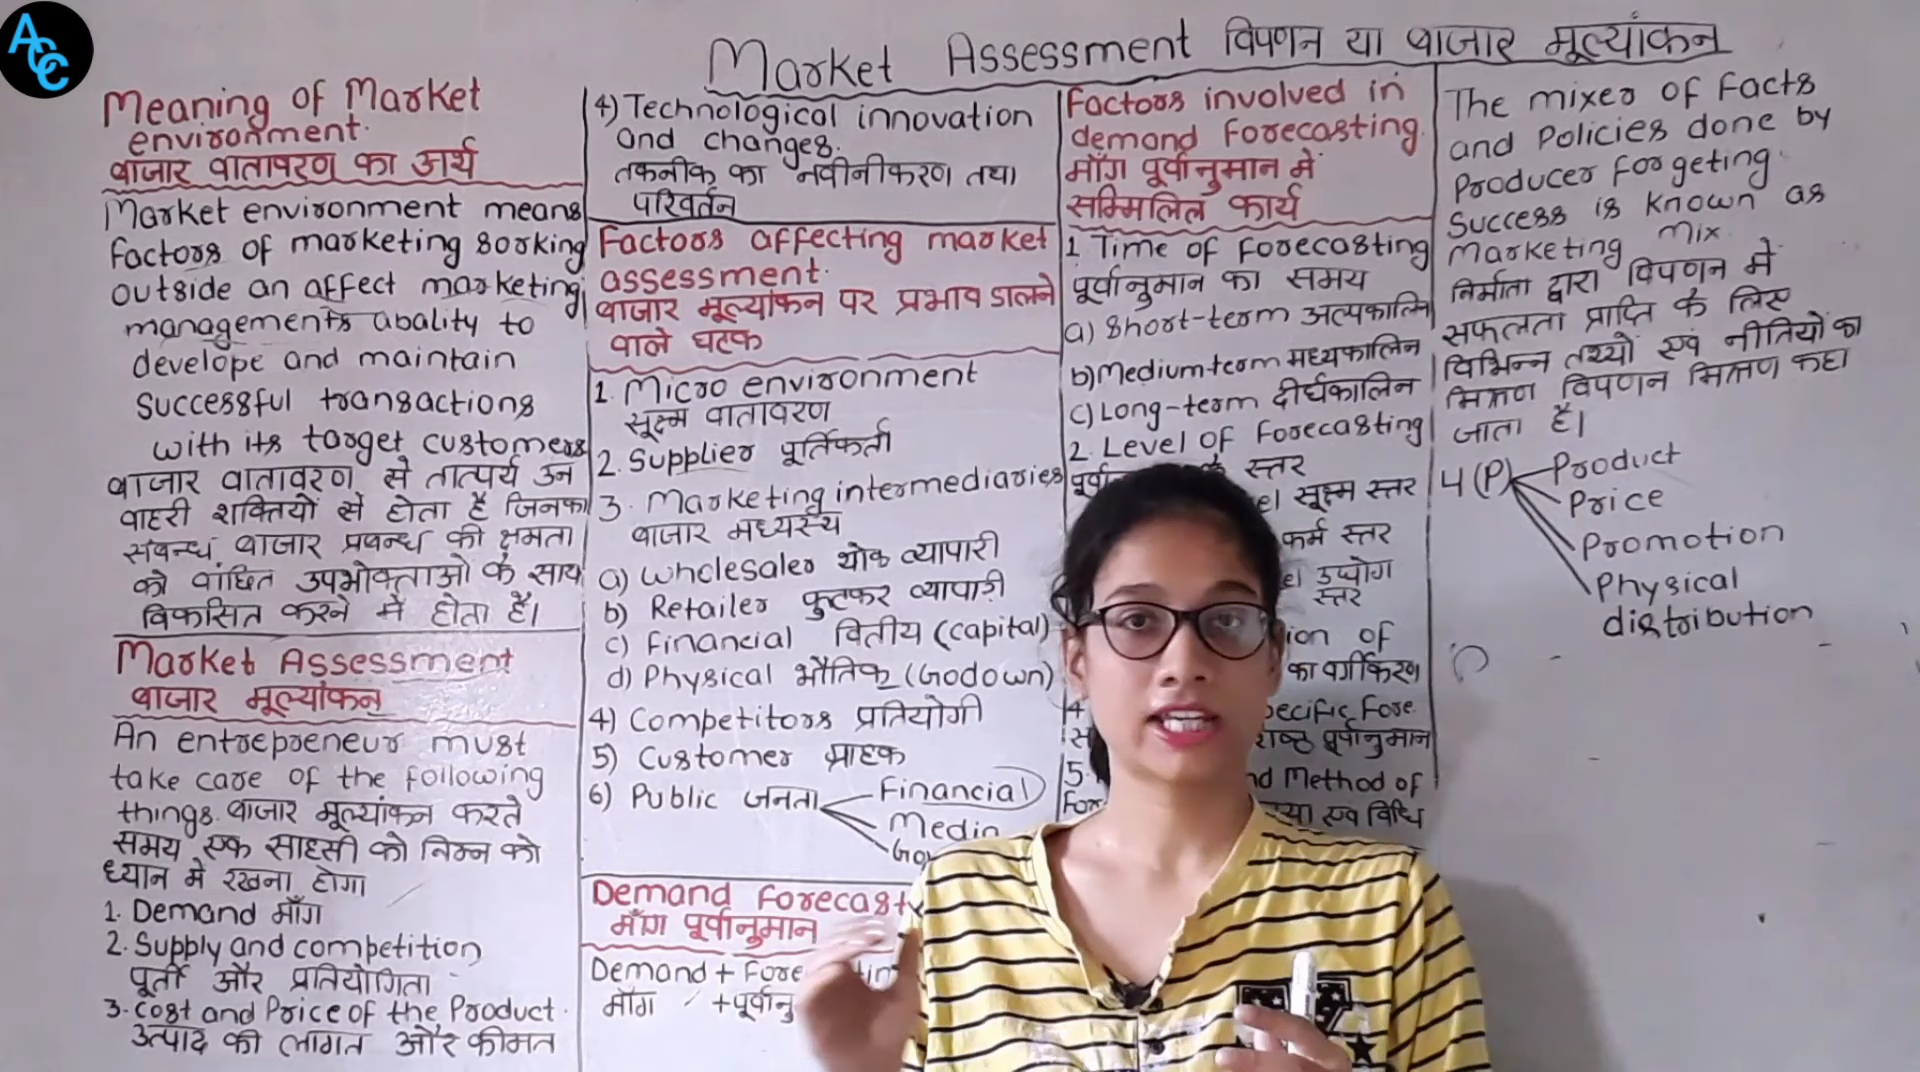 ACC
Market Assessment विपणन या बाजार मूल्यांकन
Meaning of Market
environment.
बाजार वातावरण का अर्थ
Market environment means
factors of marketing sorking
outside an affect marketing
managements abality to
develope and maintain
successful transactions
with its target customers
बाजार वातावरण से तात्पर्य उन
बाहरी शक्तियों से होता है जिनका
संबन्ध बाजार प्रबन्ध की क्षमता
को वांछित उपभोक्ताओ के साथ
विकासित करने में होता है।
Market Assessment
बाजार मूल्यांकन
An entrepreneur must
take care of the following
things. बाजार मूल्यांकन करते
समय एक साहसी को निम्न को
ध्यान मे रखना होगा
1. Demand माँग
2. Supply and competition
पूर्ती और प्रतियोगिता
3. Cost and Price of the Product.
उत्पाद की लागत और कीमत
4) Technological innovation
and changes.
तकनीक का नवीनीकरण तथा
परिवर्तन
Factors affecting market
assessment.
बाजार मूल्यांकन पर प्रभाव डालने
वाले घटक
1. Micro environment
सूक्ष्म वातावरण
2. Supplier पूर्तिकर्ता
3. Marketing intermediaries
बाजार मध्यस्थ
a) Wholesaler थोक व्यापारी
b) Retailer फुटकर व्यापारी
c) Financial वितीय (capital)
d) Physical भौतिक (Godown)
4) Competitors प्रतियोगी
5) Customer ग्राहक
6) Public जनता
Financial
Media
Demand
माँग पूर्वानुमान
Demand +
माँग +
Factors involved in
demand forecasting.
माँग पूर्वानुमान में
सम्मिलित कार्य
1. Time of forecasting
पूर्वानुमान का समय
a) Short-term अल्पकालिन
b) Medium-term मध्यकालिन
c) Long-term दीर्घकालिन
2. Level of Forecasting
स्तर
सूक्ष्म स्तर
फर्म स्तर
उद्योग
स्तर
of
का वर्गीकरण
4
Fore
पूर्वानुमान
5.
Method of
एवं विधि
The mixer of Facts
and Policies done by
Producer for geting
Success is known as
Marketing mix.
निर्माता द्वारा विपणन मे
सफलता प्राप्ति के लिए
विभिन्न तथ्यों एवं नीतियों का
मिश्रण विपणन मिश्रण कहा
जाता है।
4 (P)
Product
Price
Promotion
Physical
distribution